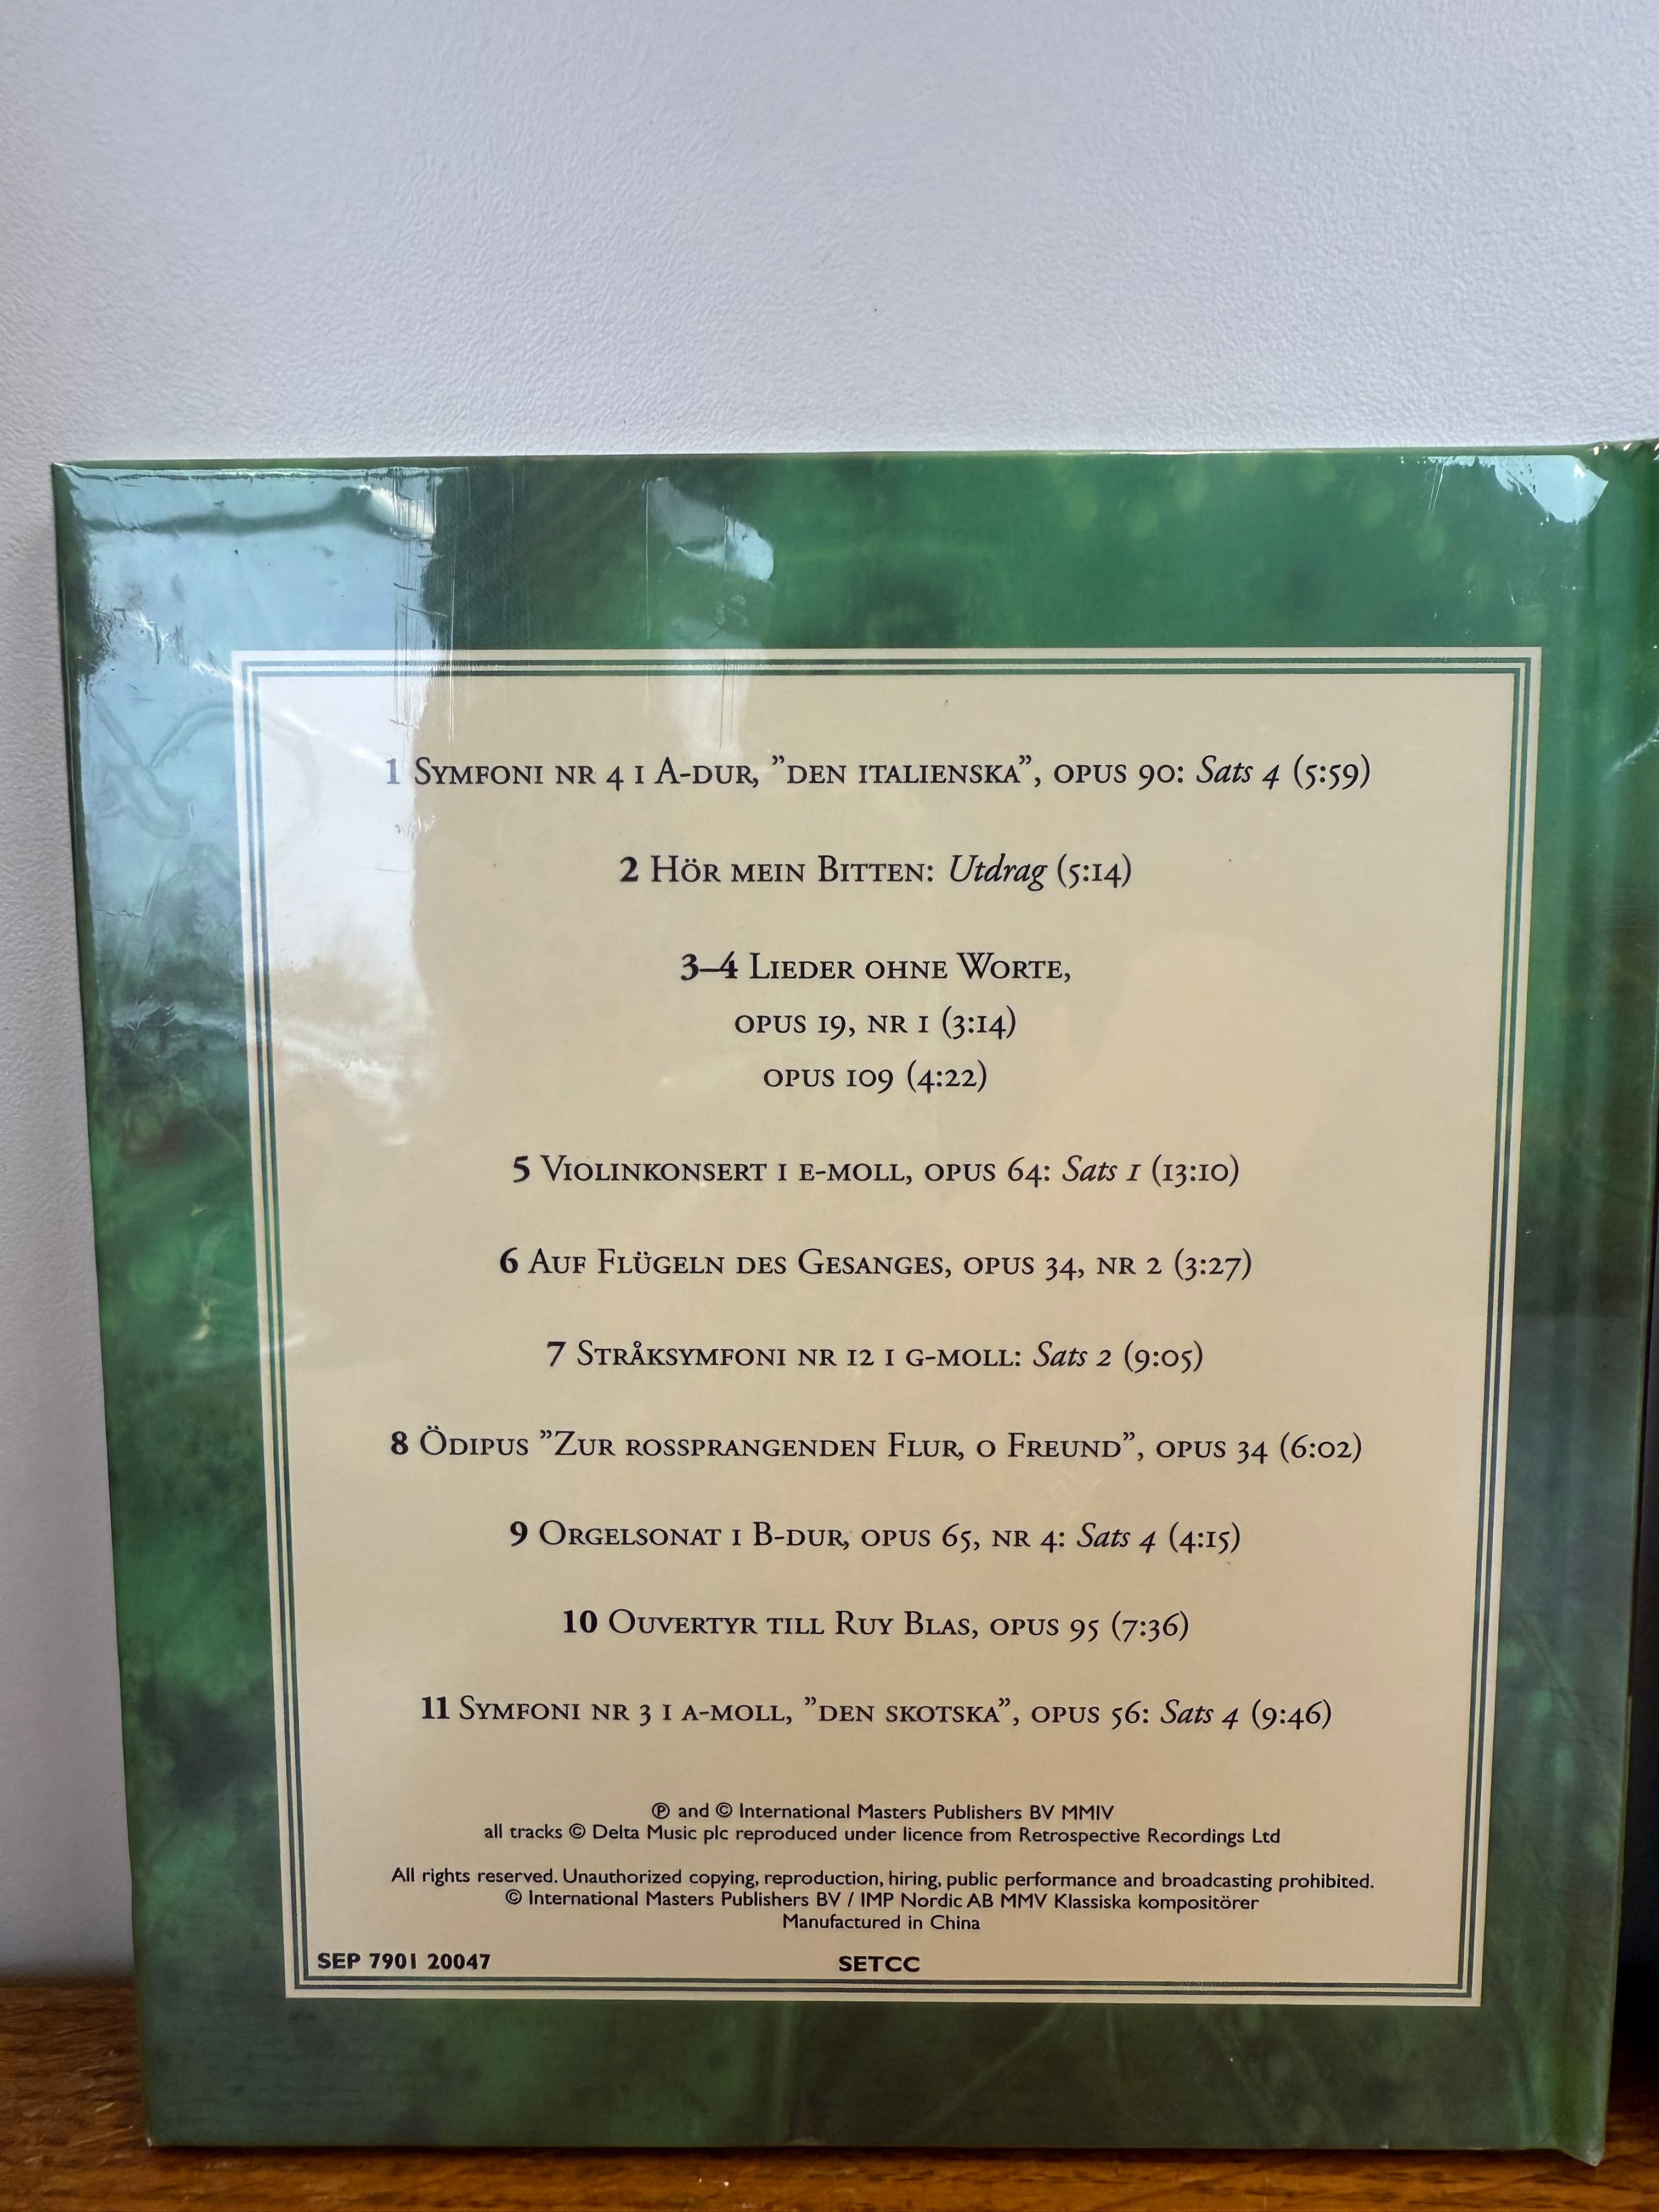 1 Symfoni nr 4 i A-dur, ”den italienska”, opus 90: Sats 4 (5:59)
2 Hör mein Bitten: Utdrag (5:14)
3–4 Lieder ohne Worte,
opus 19, nr 1 (3:14)
opus 109 (4:22)
5 Violinkonsert i e-moll, opus 64: Sats 1 (13:10)
6 Auf Flügeln des Gesanges, opus 34, nr 2 (3:27)
7 Stråksymfoni nr 12 i g-moll: Sats 2 (9:05)
8 Ödipus ”Zur rossprangenden Flur, o Freund”, opus 34 (6:02)
9 Orgelsonat i B-dur, opus 65, nr 4: Sats 4 (4:15)
10 Ouvertyr till Ruy Blas, opus 95 (7:36)
11 Symfoni nr 3 i a-moll, ”den skotska”, opus 56: Sats 4 (9:46)
℗ and © International Masters Publishers BV MMIV
all tracks © Delta Music plc reproduced under licence from Retrospective Recordings Ltd
All rights reserved. Unauthorized copying, reproduction, hiring, public performance and broadcasting prohibited.
© International Masters Publishers BV / IMP Nordic AB MMV Klassiska kompositörer
Manufactured in China
SEP 7901 20047 SETCC